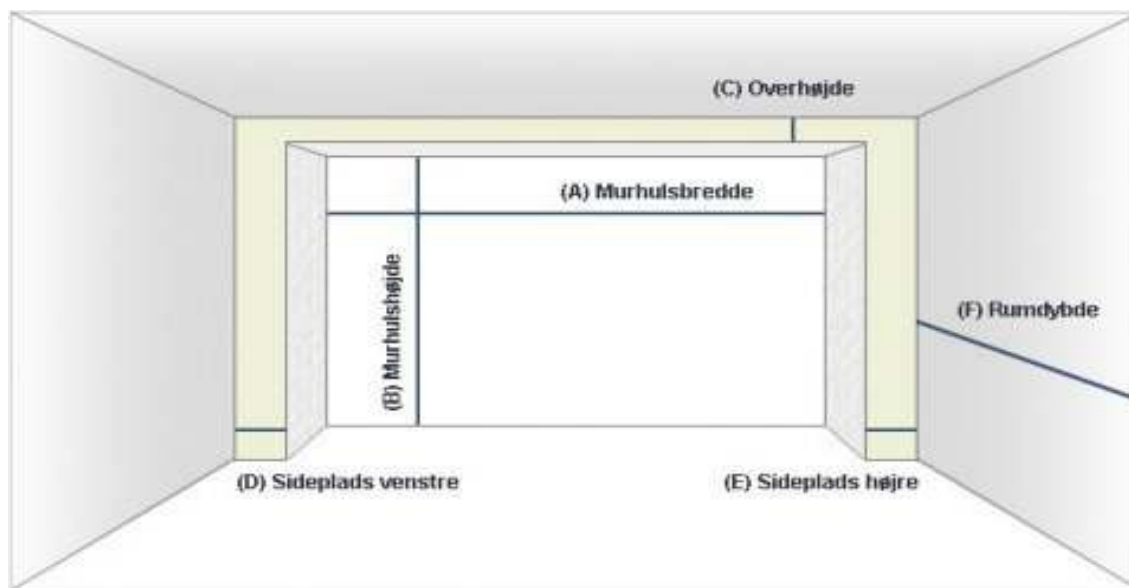 (C) Overhøjde
(A) Murhulsbredde
(B) Murhulshøjde
(F) Rumdybde
(D) Sideplads venstre
(E) Sideplads højre